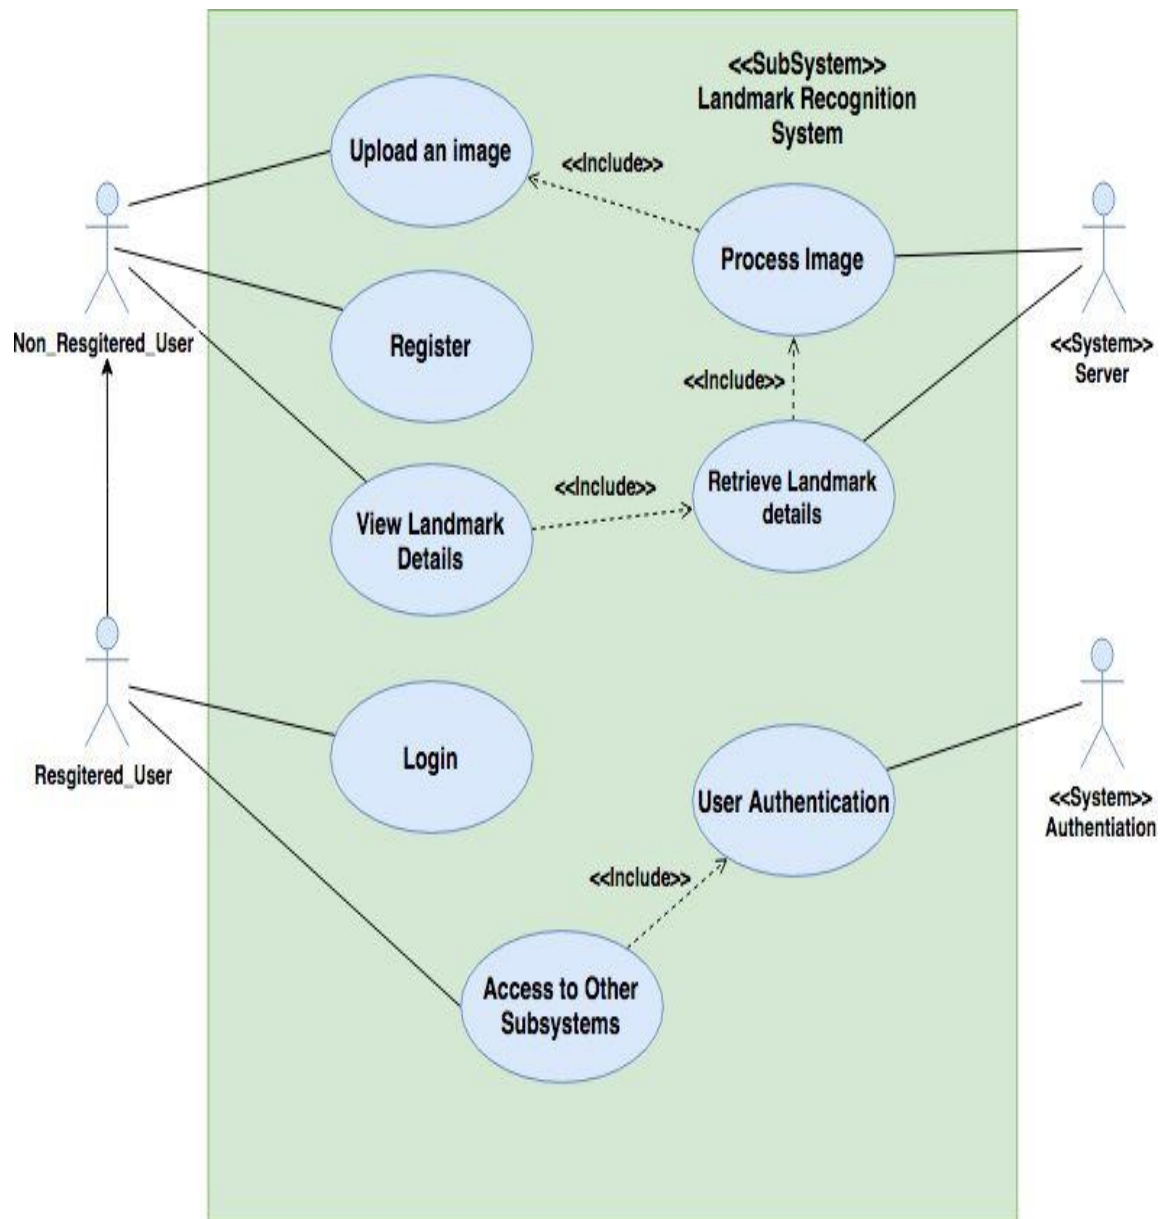 <<SubSystem>>
Landmark Recognition
System
Upload an image
<<Include>>
Process Image
Non_Resgitered_User
Register
<<System>>
Server
<<Include>>
View Landmark
Details
<<Include>>
Retrieve Landmark
details
Resgitered_User
Login
User Authentication
<<System>>
Authentiation
<<Include>>
Access to Other
Subsystems